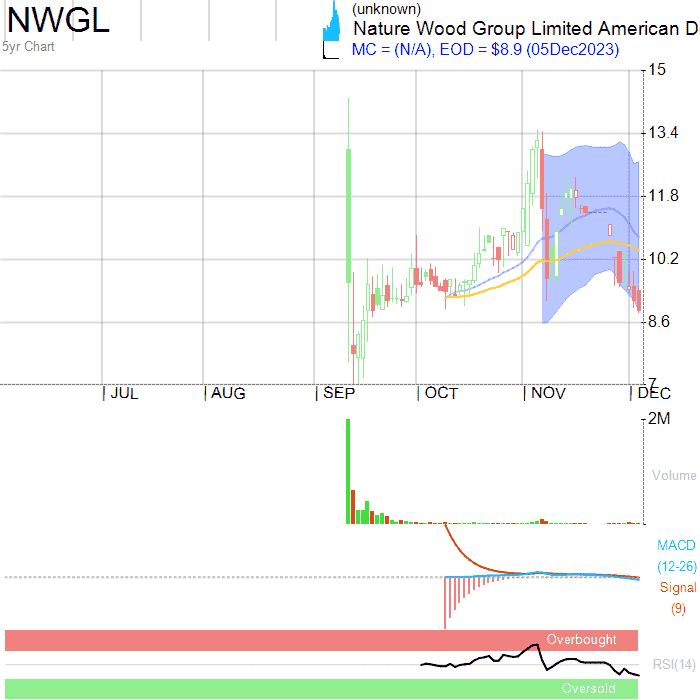 NWGL
5yr Chart
(unknown)
Nature Wood Group Limited American D
MC = (N/A), EOD = $8.9 (05Dec2023)
15
13.4
11.8
10.2
8.6
7
JUL AUG SEP OCT NOV DEC
2M
Volume
MACD
(12-26)
Signal
(9)
Overbought
RSI(14)
Oversold